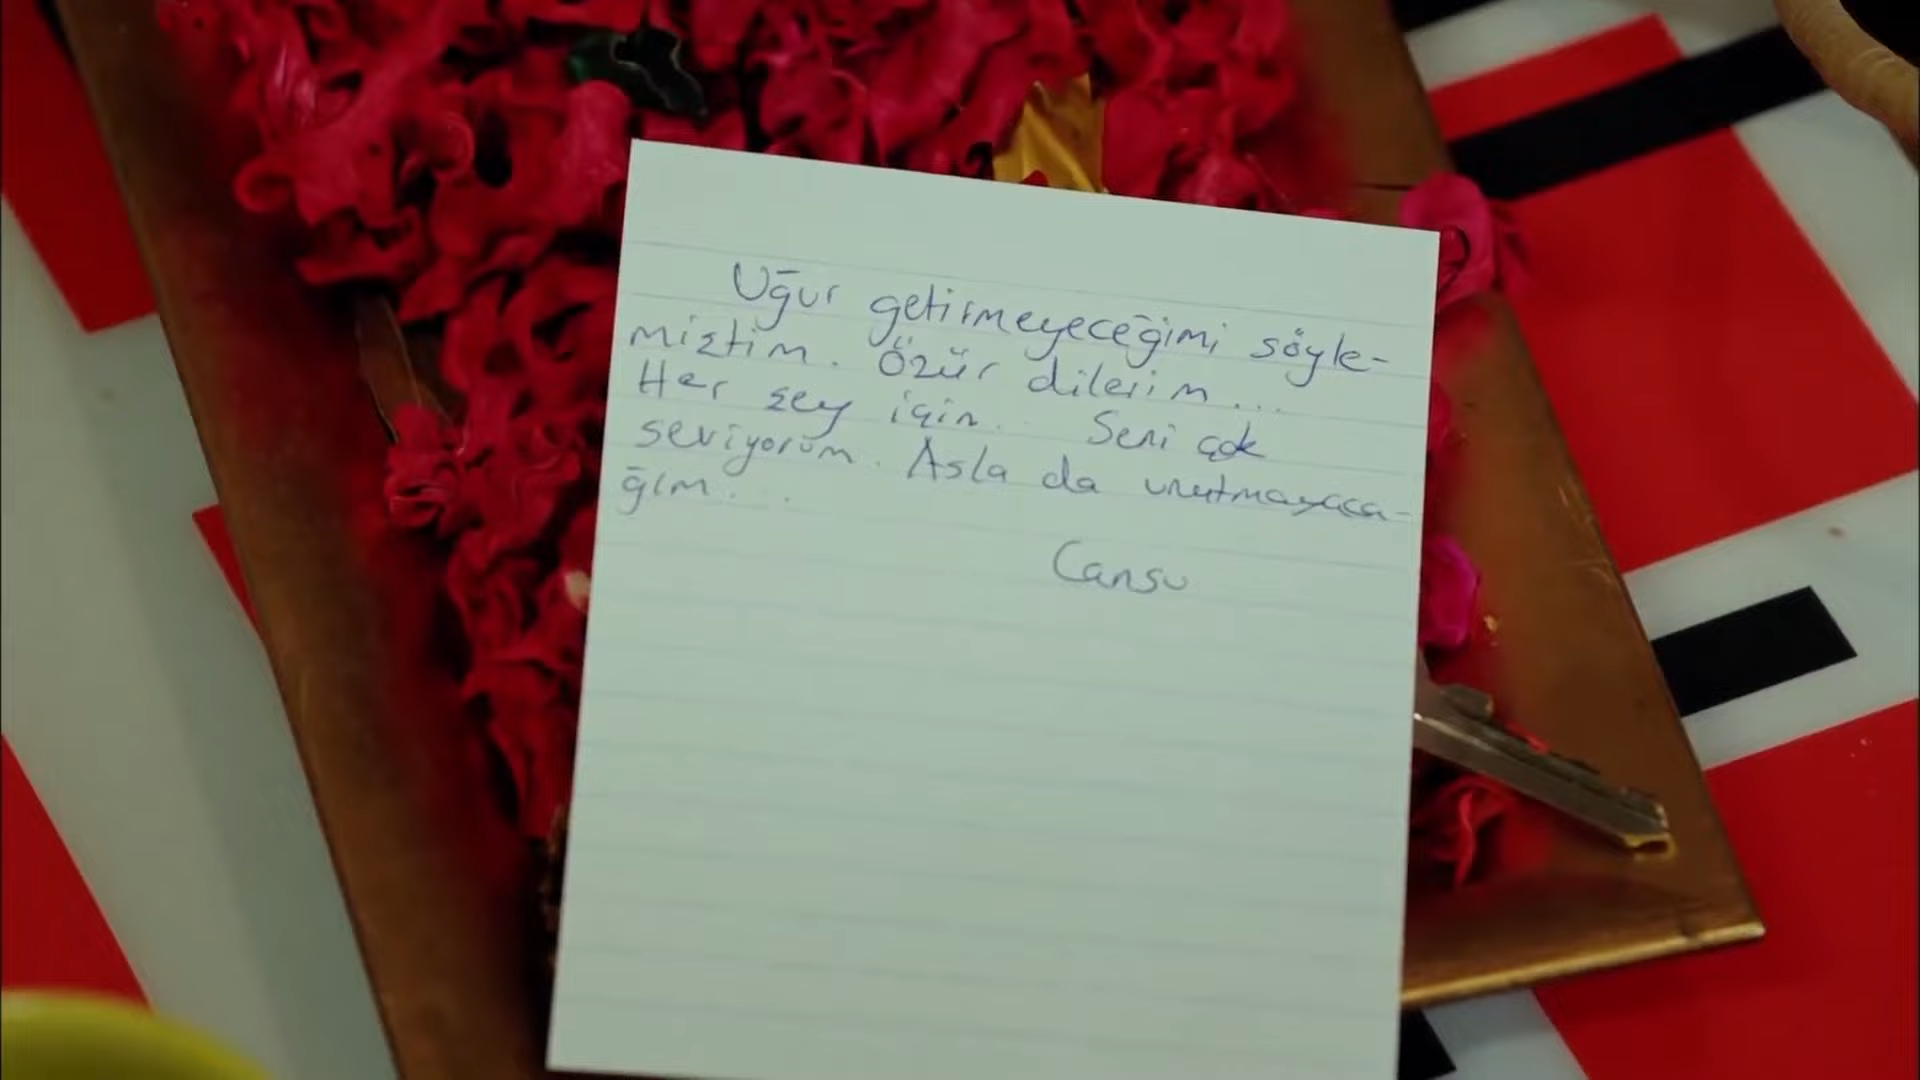 Uğur getirmeyeceğimi söyle-
miştim. Özür dilerim...
Her şey için.. Seni çok
seviyorum. Asla da unutmayaca-
ğım...
Cansu